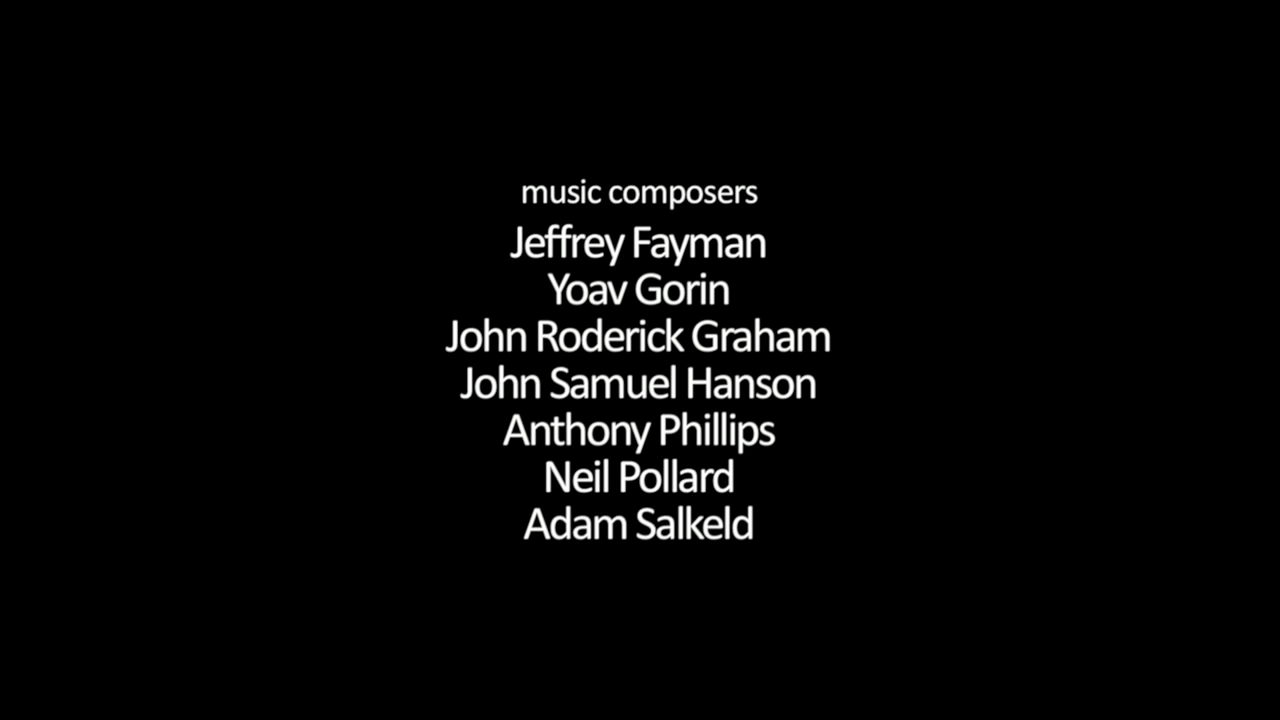 music composers
Jeffrey Fayman
Yoav Gorin
John Roderick Graham
John Samuel Hanson
Anthony Phillips
Neil Pollard
Adam Salkeld